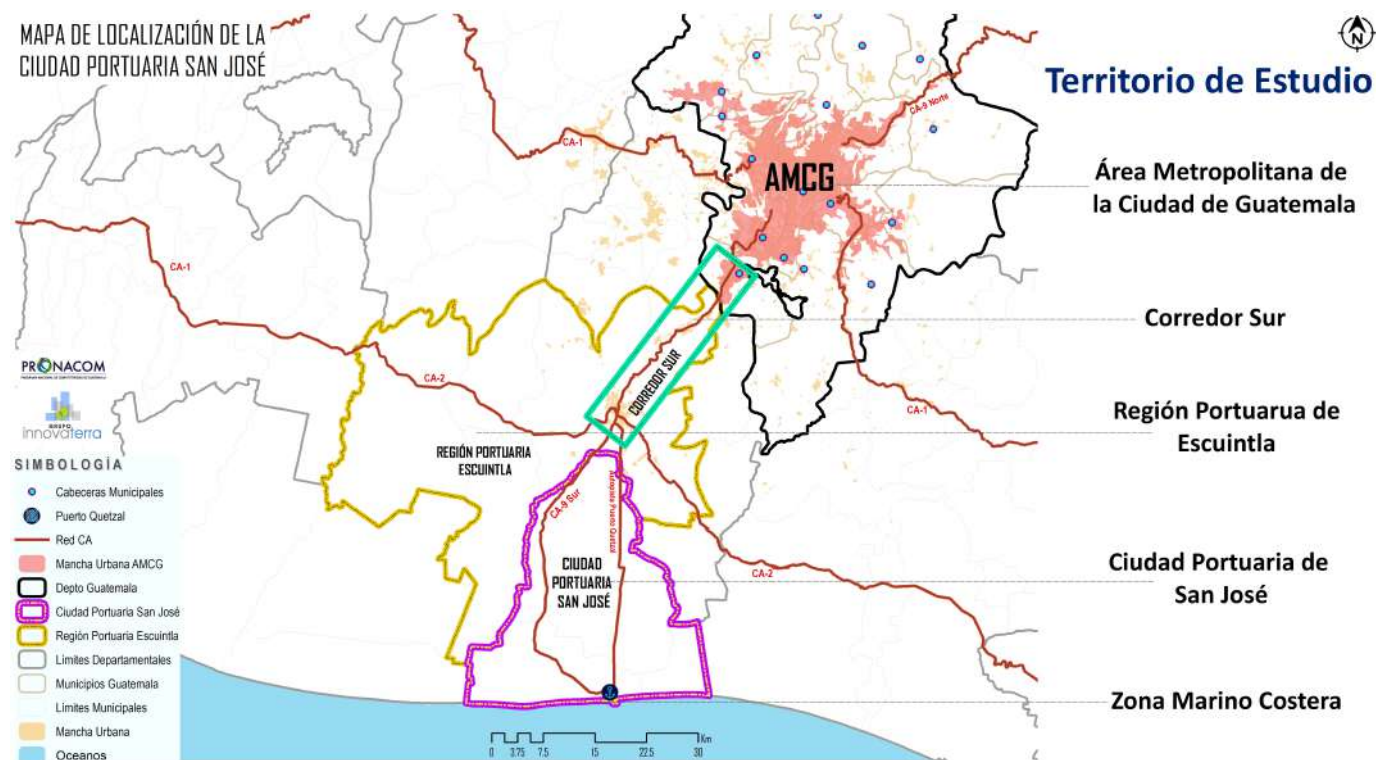 MAPA DE LOCALIZACIÓN DE LA
CIUDAD PORTUARIA SAN JOSÉ
N
Territorio de Estudio
CA-9 Norte
CA-1
AMCG
Área Metropolitana de
la Ciudad de Guatemala
CA-1
Corredor Sur
CORREDOR SUR
PRONACOM
CA-2
CA-1
GRUPO
innovaterra
Región Portuarua de
Escuintla
REGIÓN PORTUARIA
ESCUINTLA
CA-9 Sur
Autopista Puerto Quetzal
CIUDAD
PORTUARIA
SAN JOSÉ
CA-2
Ciudad Portuaria de
San José
Zona Marino Costera
SIMBOLOGÍA
Cabeceras Municipales
Puerto Quetzal
Red CA
Mancha Urbana AMCG
Depto Guatemala
Ciudad Portuaria San José
Región Portuaria Escuintla
Límites Departamentales
Municipios Guatemala
Límites Municipales
Mancha Urbana
Oceanos
Km
0 3.75 7.5 15 22.5 30